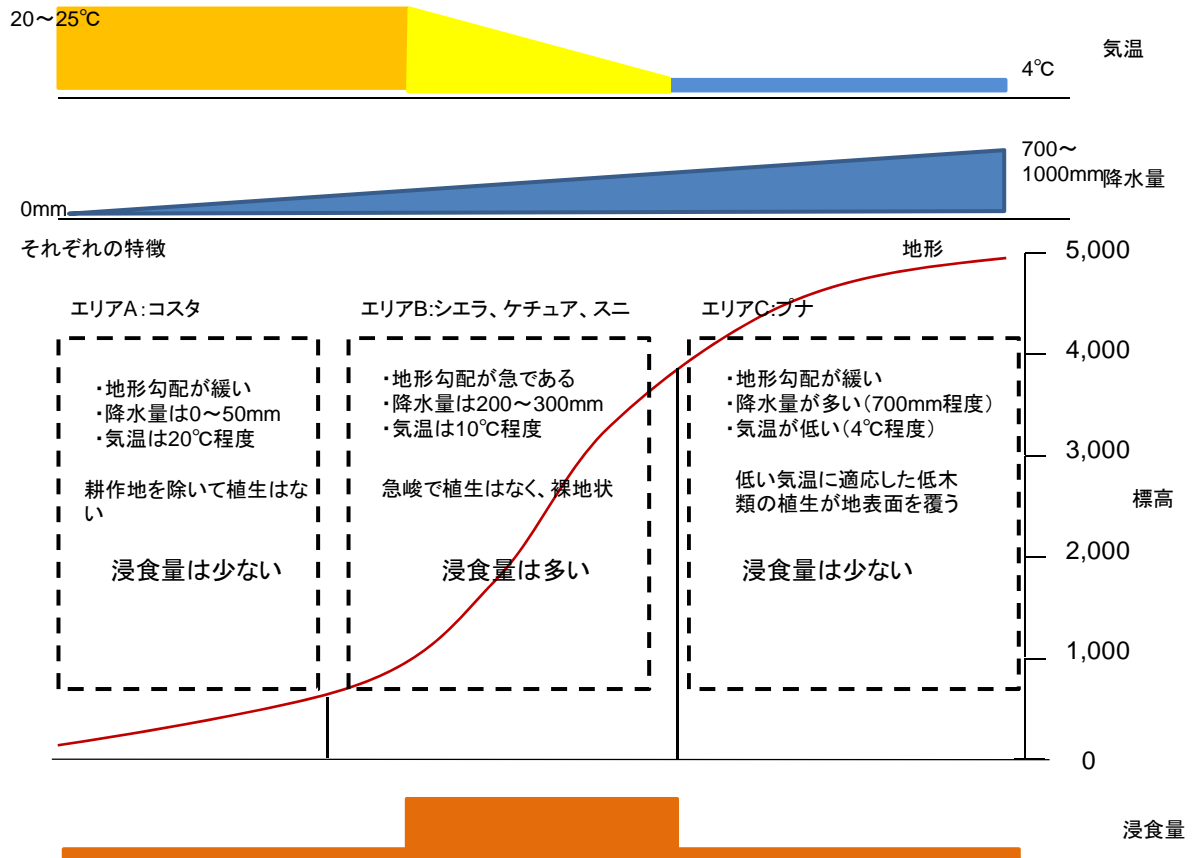 20～25℃
気温
4℃
700～
1000mm
降水量
0mm
それぞれの特徴
地形
5,000
エリアA：コスタ
エリアB:シエラ、ケチュア、スニ
エリアC:プナ
4,000
・地形勾配が緩い
・降水量は0～50mm
・気温は20℃程度
耕作地を除いて植生はな
い
浸食量は少ない
・地形勾配が急である
・降水量は200～300mm
・気温は10℃程度
急峻で植生はなく、裸地状
浸食量は多い
・地形勾配が緩い
・降水量が多い（700mm程度）
・気温が低い（4℃程度）
低い気温に適応した低木
類の植生が地表面を覆う
浸食量は少ない
3,000
標高
2,000
1,000
0
浸食量